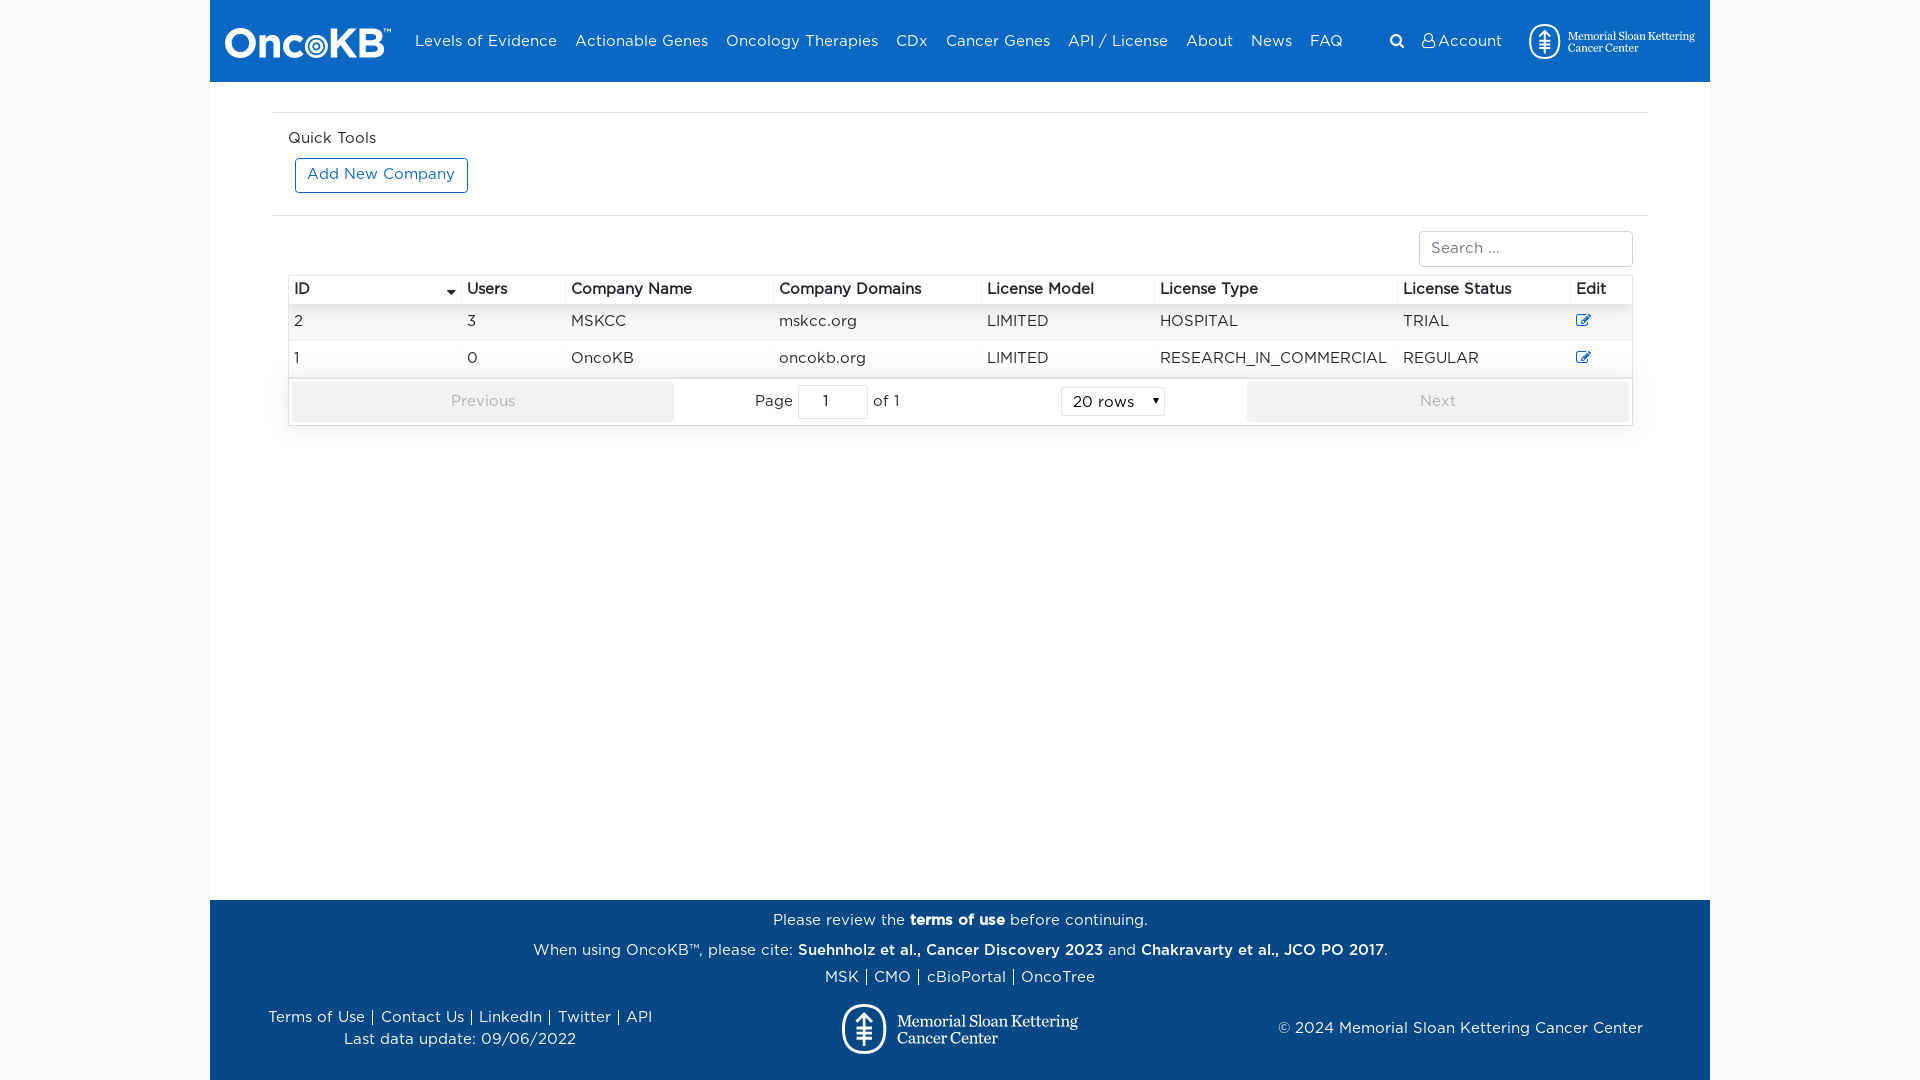 OncoKB™ Levels of Evidence Actionable Genes Oncology Therapies CDx Cancer Genes API / License About News FAQ Account Memorial Sloan Kettering
Cancer Center
Quick Tools
Add New Company
Search ...
ID Users Company Name Company Domains License Model License Type License Status Edit
2 3 MSKCC mskcc.org LIMITED HOSPITAL TRIAL
1 0 OncoKB oncokb.org LIMITED RESEARCH_IN_COMMERCIAL REGULAR
Previous Page 1 of 1 20 rows Next
Please review the terms of use before continuing.
When using OncoKB™, please cite: Suehnholz et al., Cancer Discovery 2023 and Chakravarty et al., JCO PO 2017.
MSK | CMO | cBioPortal | OncoTree
Terms of Use | Contact Us | LinkedIn | Twitter | API
Last data update: 09/06/2022
Memorial Sloan Kettering
Cancer Center
© 2024 Memorial Sloan Kettering Cancer Center